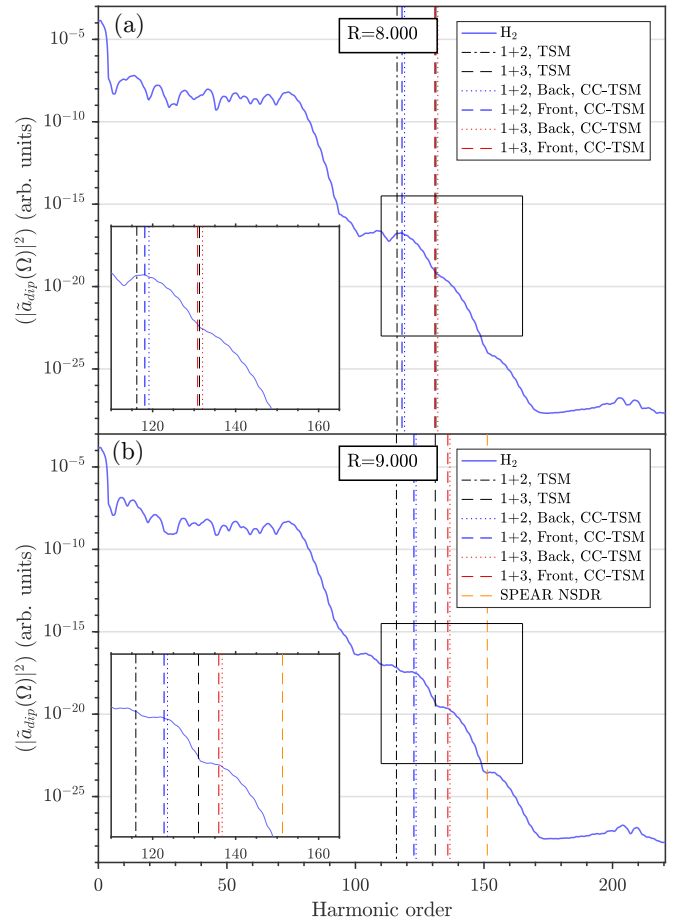 (a)
R=8.000
H₂
1+2, TSM
1+3, TSM
1+2, Back, CC-TSM
1+2, Front, CC-TSM
1+3, Back, CC-TSM
1+3, Front, CC-TSM
10⁻⁵
10⁻¹⁰
10⁻¹⁵
10⁻²⁰
10⁻²⁵
(|ã_dip(Ω)|²) (arb. units)
120 140 160
(b)
R=9.000
H₂
1+2, TSM
1+3, TSM
1+2, Back, CC-TSM
1+2, Front, CC-TSM
1+3, Back, CC-TSM
1+3, Front, CC-TSM
SPEAR NSDR
10⁻⁵
10⁻¹⁰
10⁻¹⁵
10⁻²⁰
10⁻²⁵
(|ã_dip(Ω)|²) (arb. units)
120 140 160
0 50 100 150 200
Harmonic order